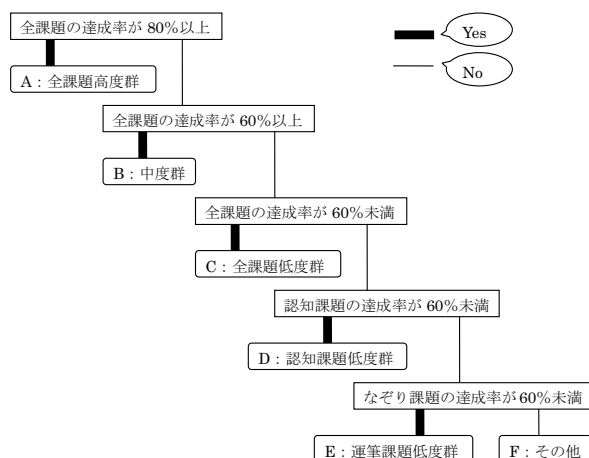 全課題の達成率が 80%以上
Yes
No
A：全課題高度群
全課題の達成率が 60%以上
B：中度群
全課題の達成率が 60%未満
C：全課題低度群
認知課題の達成率が 60%未満
D：認知課題低度群
なぞり課題の達成率が 60%未満
E：運筆課題低度群
F：その他